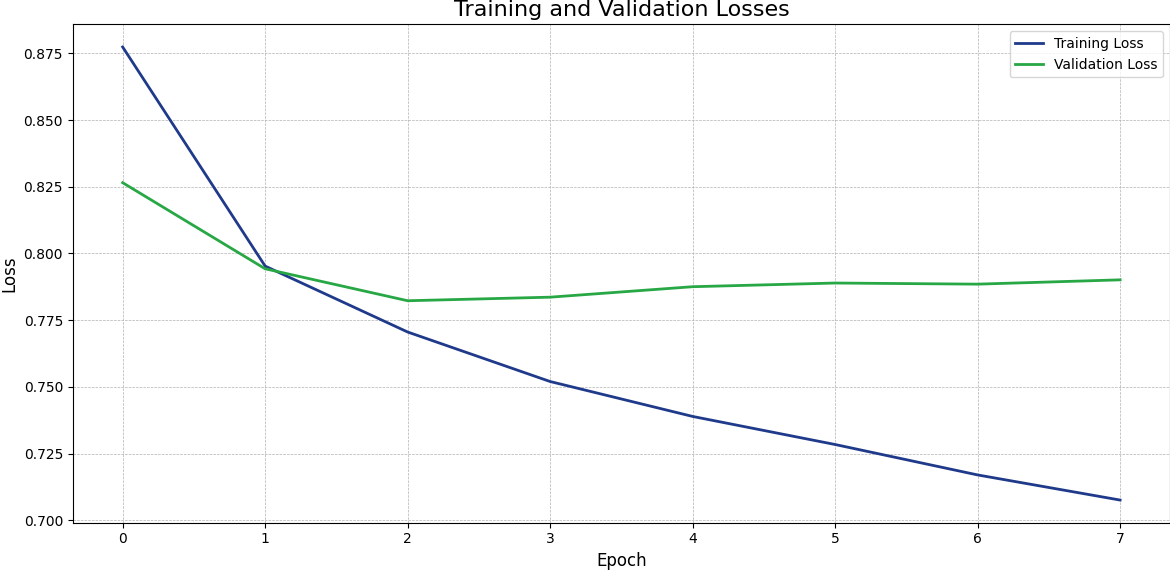 Training and Validation Losses
Training Loss
Validation Loss
0.875
0.850
0.825
0.800
0.775
0.750
0.725
0.700
Loss
0 1 2 3 4 5 6 7
Epoch